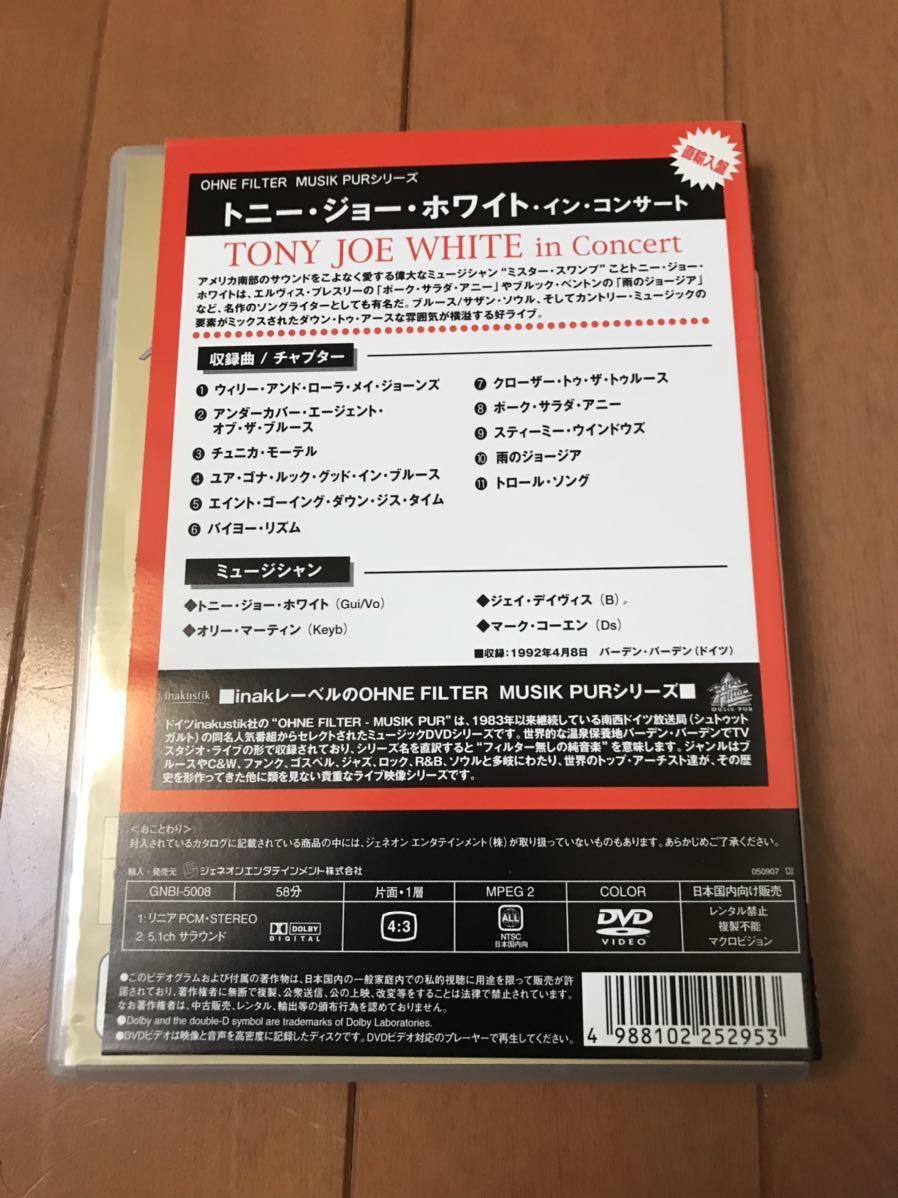 直輸入盤
OHNE FILTER MUSIK PURシリーズ
トニー・ジョー・ホワイト・イン・コンサート
TONY JOE WHITE in Concert
アメリカ南部のサウンドをこよなく愛する偉大なミュージシャン“ミスター・スワンプ”ことトニー・ジョー・
ホワイトは、エルヴィス・プレスリーの「ポーク・サラダ・アニー」やブルック・ベントンの「雨のジョージア」
など、名作のソングライターとしても有名だ。ブルース/サザン・ソウル、そしてカントリー・ミュージックの
要素がミックスされたダウン・トゥ・アースな雰囲気が横溢する好ライブ。
収録曲 / チャプター
❶ ウィリー・アンド・ローラ・メイ・ジョーンズ
❷ アンダーカバー・エージェント・
オブ・ザ・ブルース
❸ チュニカ・モーテル
❹ ユア・ゴナ・ルック・グッド・イン・ブルース
❺ エイント・ゴーイング・ダウン・ジス・タイム
❻ バイヨー・リズム
❼ クローザー・トゥ・ザ・トゥルース
❽ ポーク・サラダ・アニー
❾ スティーミー・ウインドウズ
❿ 雨のジョージア
⓫ トロール・ソング
ミュージシャン
◆トニー・ジョー・ホワイト (Gui/Vo)
◆オリー・マーティン (Keyb)
◆ジェイ・デイヴィス (B)
◆マーク・コーエン (Ds)
■収録:1992年4月8日 バーデン・バーデン(ドイツ)
inakustik
■inakレーベルのOHNE FILTER MUSIK PURシリーズ■
MUSIK PUR
ドイツinakustik社の“OHNE FILTER - MUSIK PUR”は、1983年以来継続している南西ドイツ放送局(シュトゥット
ガルト)の同名人気番組からセレクトされたミュージックDVDシリーズです。世界的な温泉保養地バーデン・バーデンでTV
スタジオ・ライブの形で収録されており、シリーズ名を直訳すると“フィルター無しの純音楽”を意味します。ジャンルはブ
ルースやC&W、ファンク、ゴスペル、ジャズ、ロック、R&B、ソウルと多岐にわたり、世界のトップ・アーチスト達が、その歴
史を形作ってきた他に類を見ない貴重なライブ映像シリーズです。
<おことわり>
封入されているカタログに記載されている商品の中には、ジェネオン エンタテインメント(株)が取り扱っていないものもあります。あらかじめご了承ください。
輸入・発売元 ジェネオンエンタテインメント株式会社
050907
GNBI-5008
58分
片面・1層
MPEG 2
COLOR
日本国内向け販売
1: リニアPCM・STEREO
2: 5.1ch サラウンド
DOLBY
DIGITAL
4:3
ALL
NTSC
日本国内向
DVD
VIDEO
レンタル禁止
複製不能
マクロビジョン
●このビデオグラムおよび付属の著作物は、日本国内の一般家庭内での私的視聴に用途を限って販売が許
諾されており、著作権者に無断で複製、公衆送信、公の上映、改変等をすることは法律で禁止されています。
なお著作権者は、中古販売、レンタル、輸出等の頒布行為を認めておりません。
●Dolby and the double-D symbol are trademarks of Dolby Laboratories.
●DVDビデオは映像と音声を高密度に記録したディスクです。DVDビデオ対応のプレーヤーで再生してください。
4 988102 252953